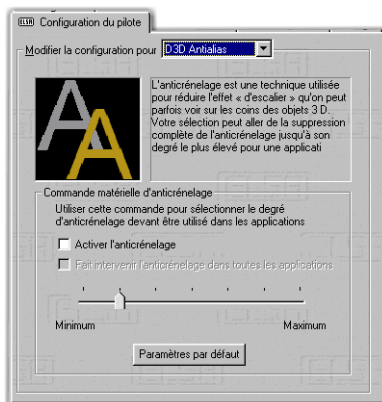 ELSA Configuration du pilote
Modifier la configuration pour D3D Antialias
AA
L'anticrénelage est une technique utilisée
pour réduire l'effet « d'escalier » qu'on peut
parfois voir sur les coins des objets 3 D.
Votre sélection peut aller de la suppression
complète de l'anticrénelage jusqu'à son
degré le plus élevé pour une applicati
Commande matérielle d'anticrénelage
Utiliser cette commande pour sélectionner le degré
d'anticrénelage devant être utilisé dans les applications
Activer l'anticrénelage
Fait intervenir l'anticrénelage dans toutes les applications
Minimum Maximum
Paramètres par défaut